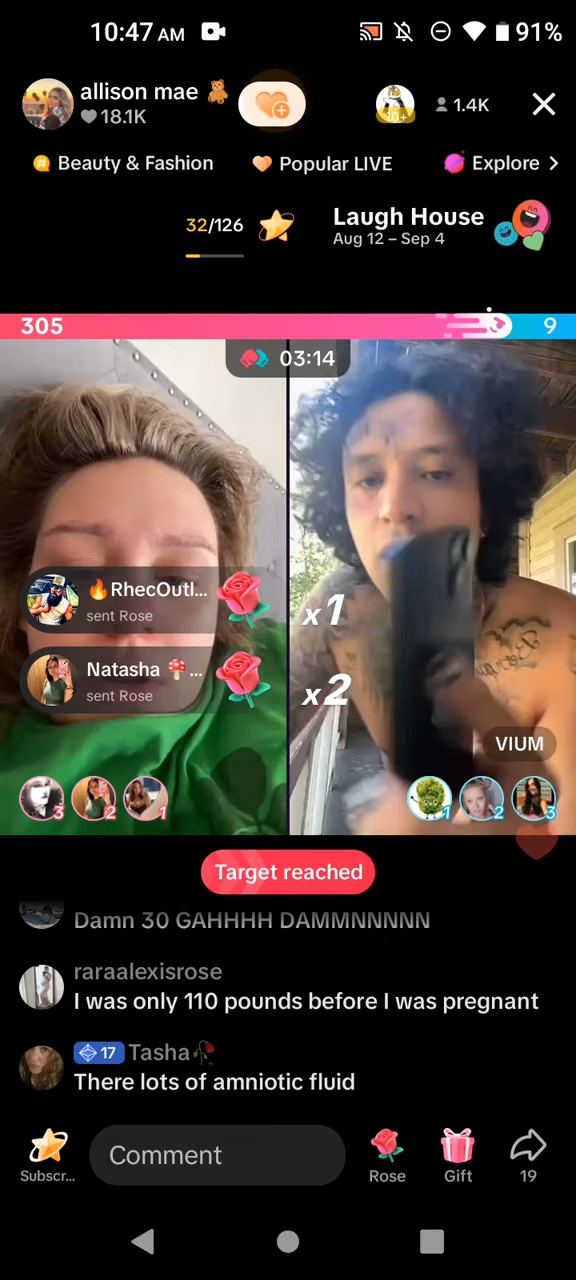 10:47 AM
91%
allison mae
18.1K
10+
1.4K
Beauty & Fashion
Popular LIVE
Explore
32/126
Laugh House
Aug 12 – Sep 4
305
9
03:14
RhecOutl...
sent Rose
x1
Natasha ...
sent Rose
x2
VIUM
3
2
1
1
2
3
Target reached
Damn 30 GAHHHH DAMMNNNNN
raraalexisrose
I was only 110 pounds before I was pregnant
17 Tasha
There lots of amniotic fluid
Subscr...
Comment
Rose
Gift
19